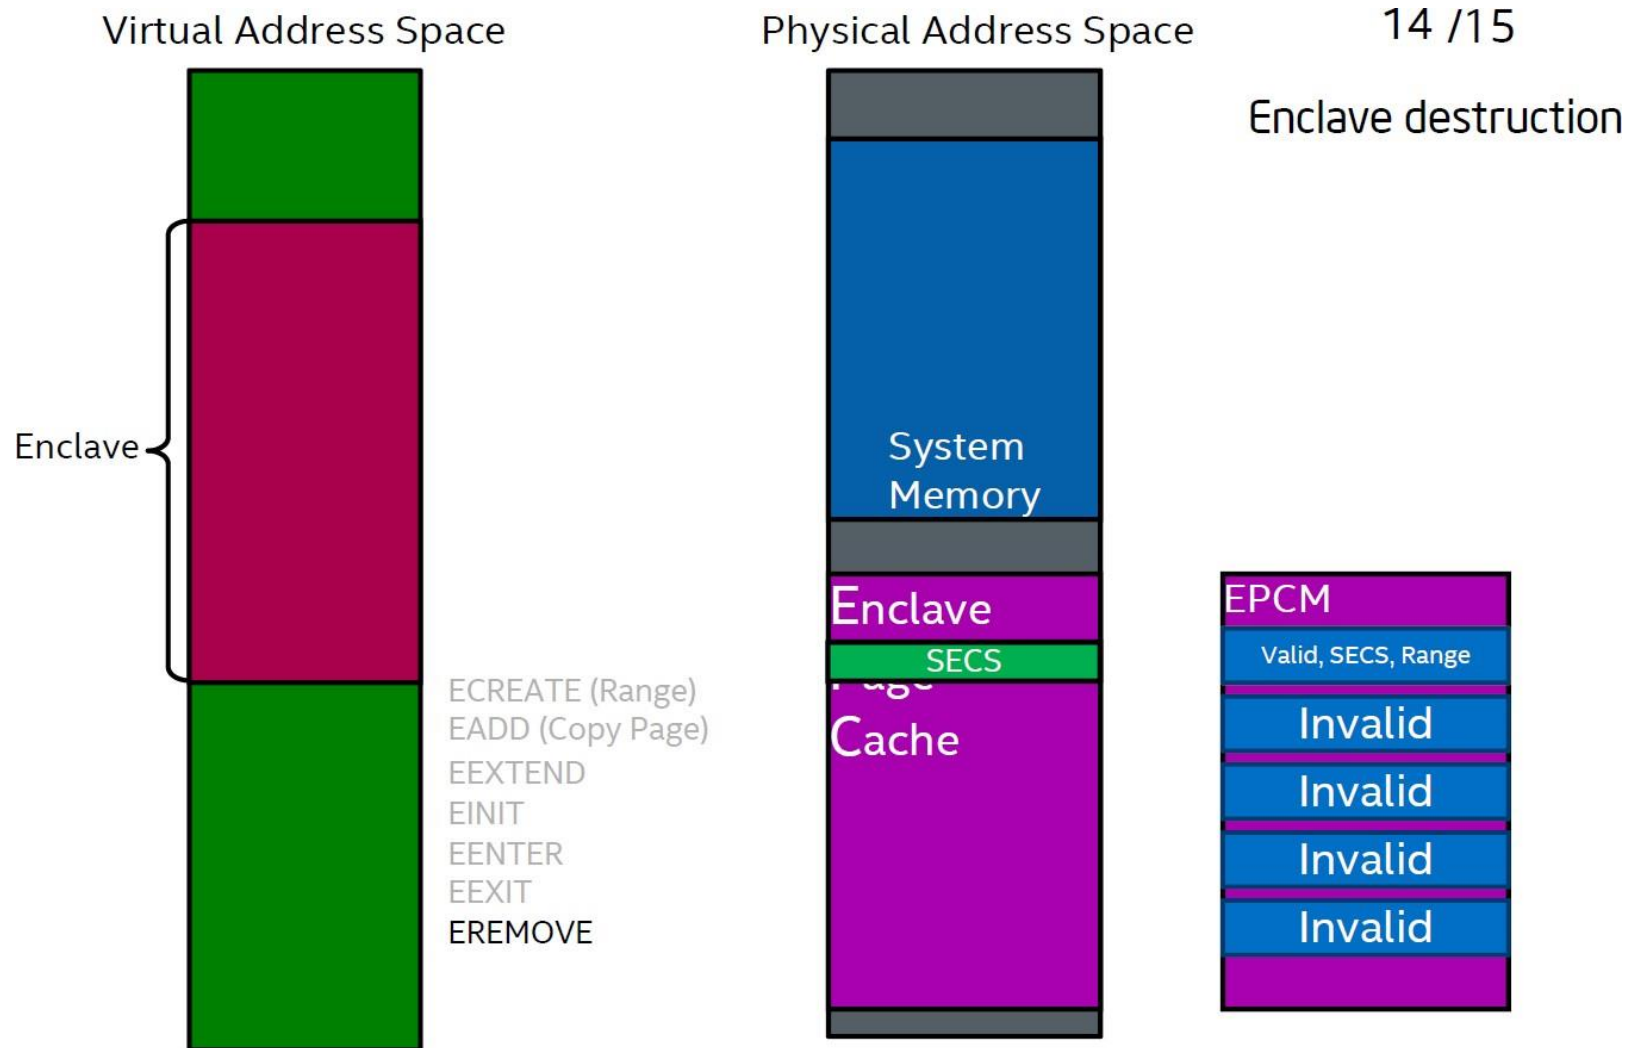 Virtual Address Space
Physical Address Space
14 /15
Enclave destruction
Enclave
System
Memory
Enclave
SECS
Page
Cache
ECREATE (Range)
EADD (Copy Page)
EEXTEND
EINIT
EENTER
EEXIT
EREMOVE
EPCM
Valid, SECS, Range
Invalid
Invalid
Invalid
Invalid